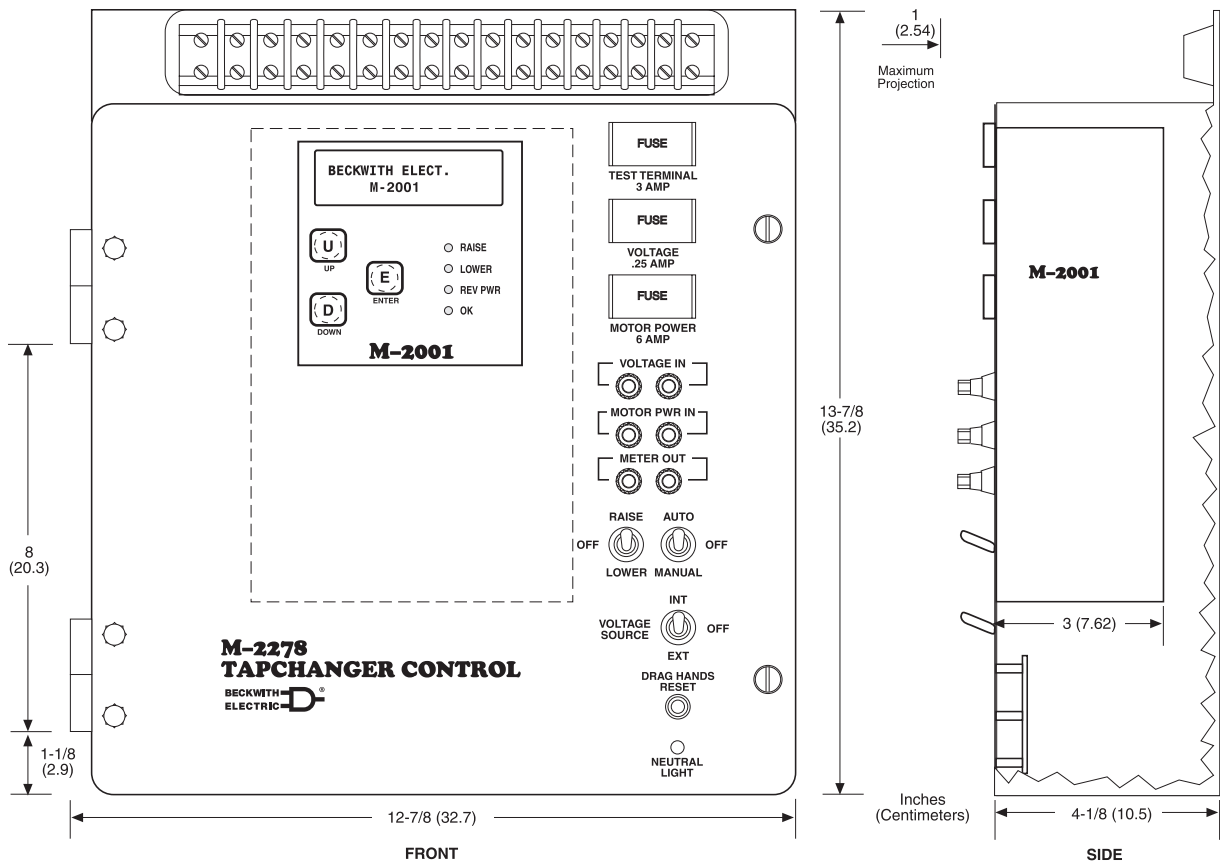 1
(2.54)
Maximum
Projection
FUSE
TEST TERMINAL
3 AMP
BECKWITH ELECT.
M-2001
FUSE
VOLTAGE
.25 AMP
U
UP
E
ENTER
D
DOWN
RAISE
LOWER
REV PWR
OK
M-2001
FUSE
MOTOR POWER
6 AMP
VOLTAGE IN
MOTOR PWR IN
METER OUT
RAISE
OFF
LOWER
AUTO
OFF
MANUAL
INT
VOLTAGE
SOURCE
OFF
EXT
DRAG HANDS
RESET
NEUTRAL
LIGHT
M-2278
TAPCHANGER CONTROL
BECKWITH
ELECTRIC
®
8
(20.3)
1-1/8
(2.9)
12-7/8 (32.7)
FRONT
13-7/8
(35.2)
M-2001
3 (7.62)
Inches
(Centimeters)
4-1/8 (10.5)
SIDE